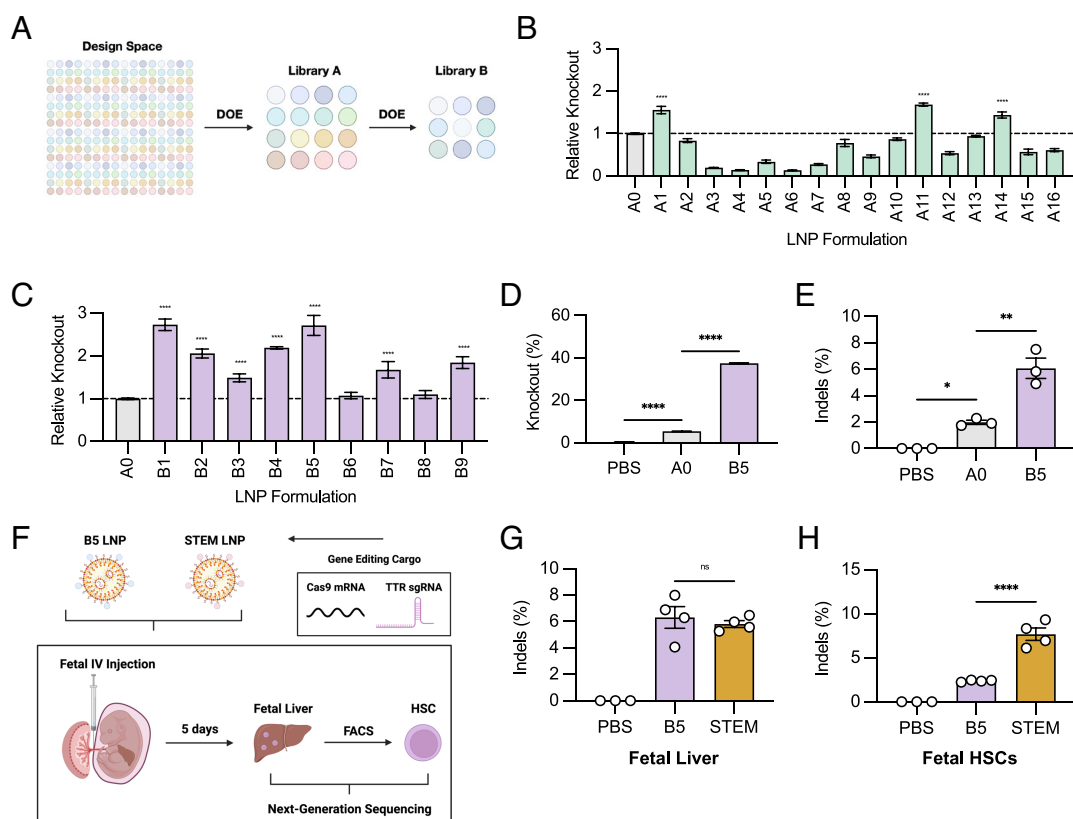 A
Design Space
DOE
Library A
DOE
Library B
B
Relative Knockout
3
2
1
0
****
****
****
A0 A1 A2 A3 A4 A5 A6 A7 A8 A9 A10 A11 A12 A13 A14 A15 A16
LNP Formulation
C
Relative Knockout
3
2
1
0
****
****
****
****
****
****
****
A0 B1 B2 B3 B4 B5 B6 B7 B8 B9
LNP Formulation
D
Knockout (%)
60
40
20
0
****
****
PBS A0 B5
E
Indels (%)
10
8
6
4
2
0
*
**
PBS A0 B5
F
B5 LNP
STEM LNP
Gene Editing Cargo
Cas9 mRNA
TTR sgRNA
Fetal IV Injection
5 days
Fetal Liver
FACS
HSC
Next-Generation Sequencing
G
Indels (%)
10
8
6
4
2
0
ns
PBS B5 STEM
Fetal Liver
H
Indels (%)
15
10
5
0
****
PBS B5 STEM
Fetal HSCs